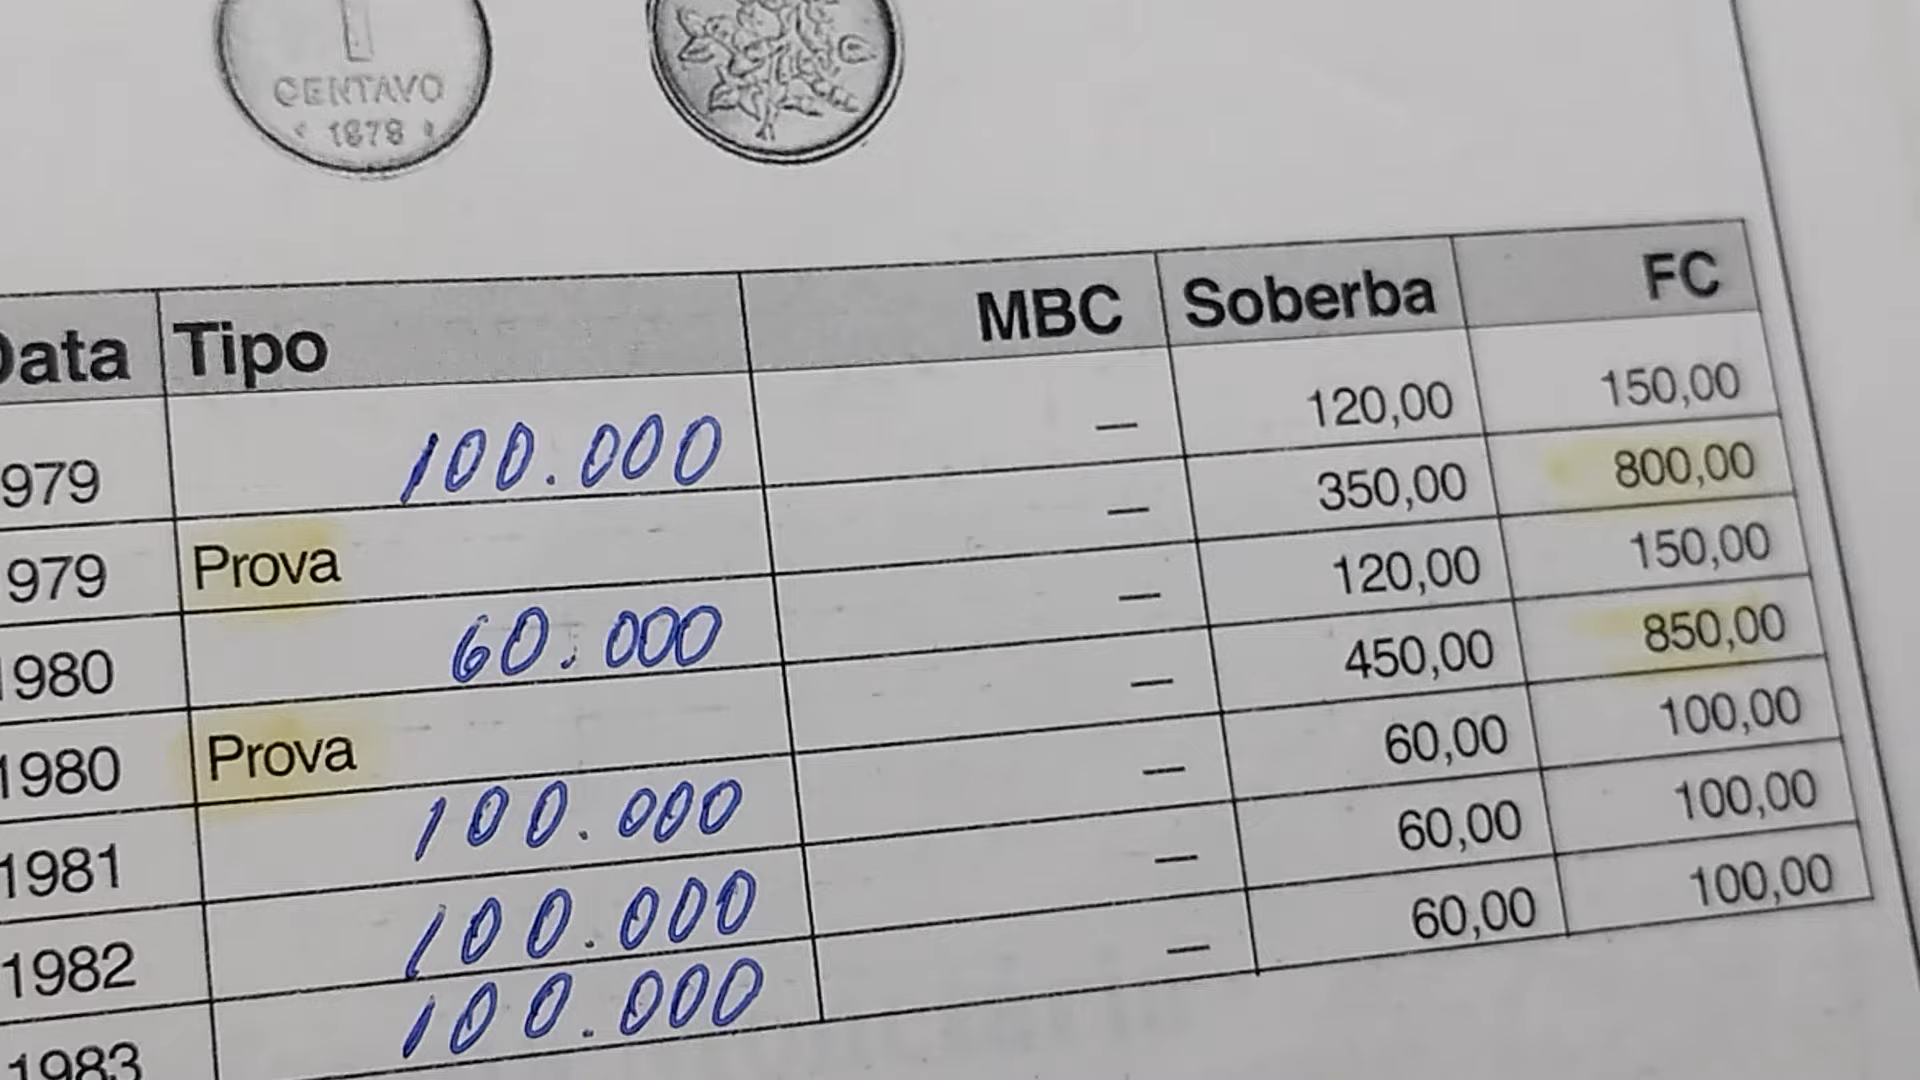 1
CENTAVO
1979
Data Tipo MBC Soberba FC
979 100.000 — 120,00 150,00
979 Prova — 350,00 800,00
1980 60.000 — 120,00 150,00
1980 Prova — 450,00 850,00
1981 100.000 — 60,00 100,00
1982 100.000 — 60,00 100,00
1983 100.000 — 60,00 100,00